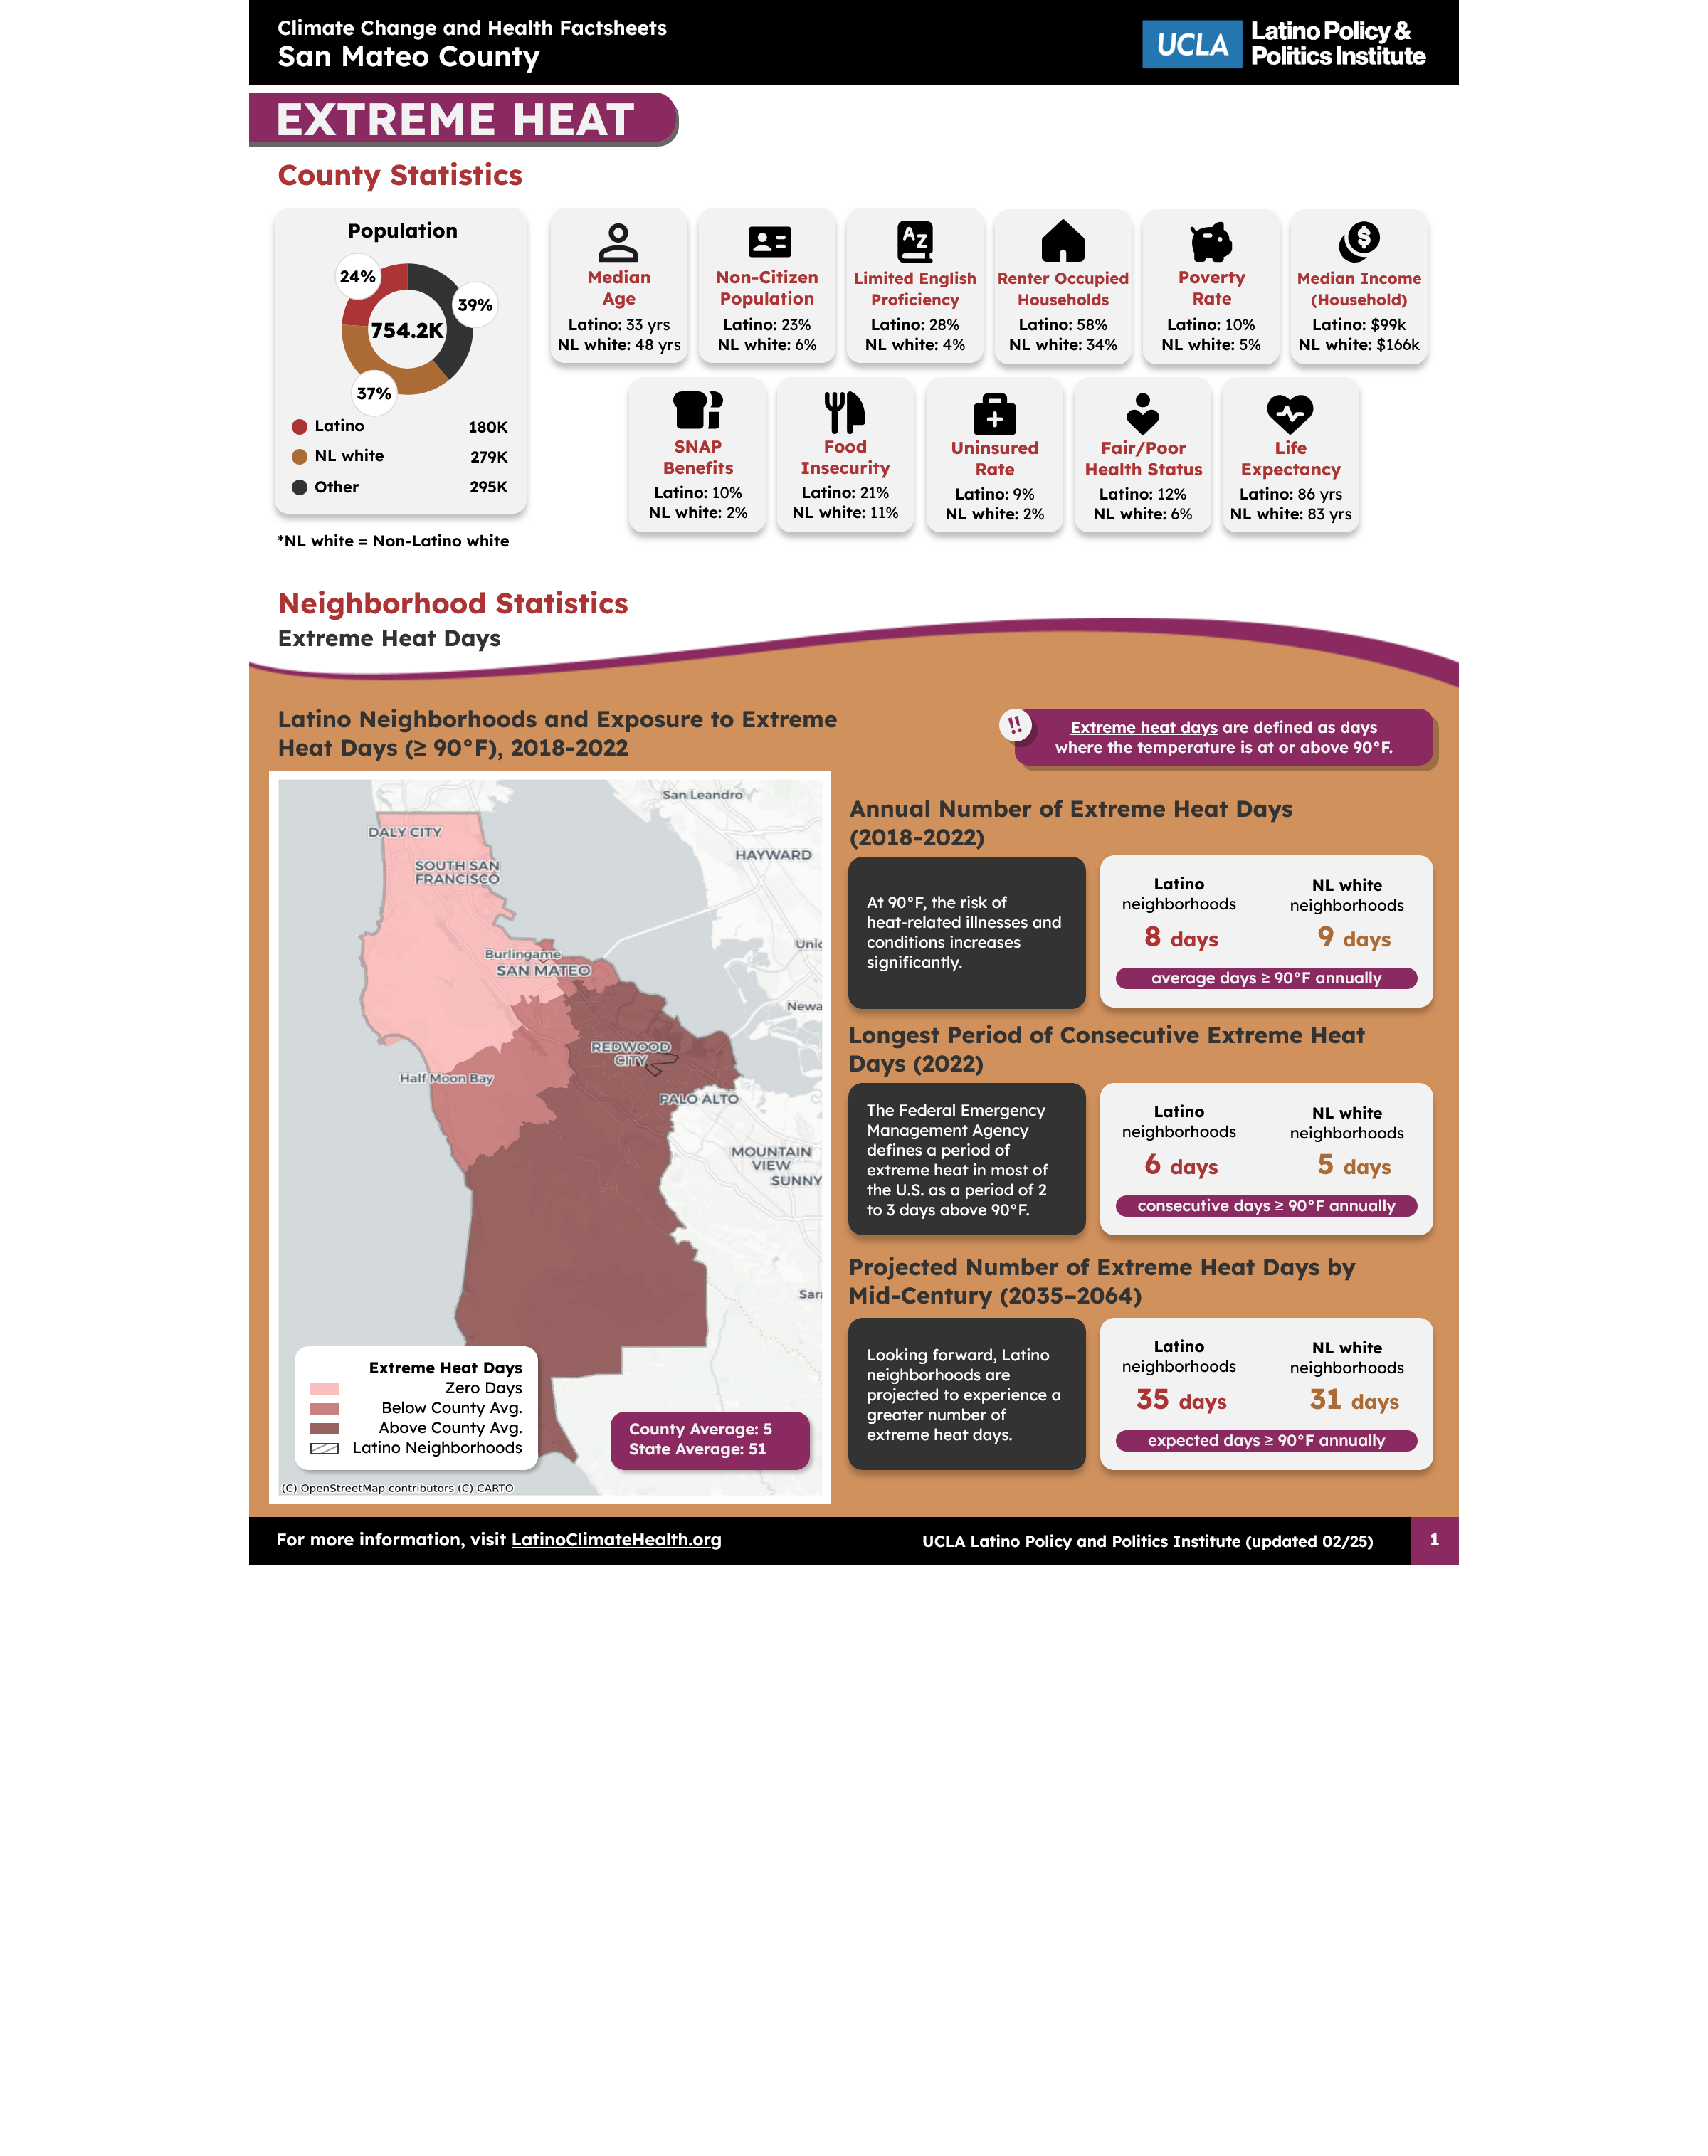 Climate Change and Health Factsheets
San Mateo County
UCLA
Latino Policy &
Politics Institute
EXTREME HEAT
County Statistics
Population
24%
39%
754.2K
37%
Latino 180K
NL white 279K
Other 295K
*NL white = Non-Latino white
Median
Age
Latino: 33 yrs
NL white: 48 yrs
Non-Citizen
Population
Latino: 23%
NL white: 6%
AZ
Limited English
Proficiency
Latino: 28%
NL white: 4%
Renter Occupied
Households
Latino: 58%
NL white: 34%
Poverty
Rate
Latino: 10%
NL white: 5%
$
Median Income
(Household)
Latino: $99k
NL white: $166k
SNAP
Benefits
Latino: 10%
NL white: 2%
Food
Insecurity
Latino: 21%
NL white: 11%
Uninsured
Rate
Latino: 9%
NL white: 2%
Fair/Poor
Health Status
Latino: 12%
NL white: 6%
Life
Expectancy
Latino: 86 yrs
NL white: 83 yrs
Neighborhood Statistics
Extreme Heat Days
Latino Neighborhoods and Exposure to Extreme
Heat Days (≥ 90°F), 2018-2022
!!
Extreme heat days are defined as days
where the temperature is at or above 90°F.
San Leandro
DALY CITY
HAYWARD
SOUTH SAN
FRANCISCO
Unic
Burlingame
SAN MATEO
Newa
REDWOOD
CITY
Half Moon Bay
PALO ALTO
MOUNTAIN
VIEW
SUNNY
Sara
Extreme Heat Days
Zero Days
Below County Avg.
Above County Avg.
Latino Neighborhoods
County Average: 5
State Average: 51
(C) OpenStreetMap contributors (C) CARTO
Annual Number of Extreme Heat Days
(2018-2022)
At 90°F, the risk of
heat-related illnesses and
conditions increases
significantly.
Latino
neighborhoods
8 days
NL white
neighborhoods
9 days
average days ≥ 90°F annually
Longest Period of Consecutive Extreme Heat
Days (2022)
The Federal Emergency
Management Agency
defines a period of
extreme heat in most of
the U.S. as a period of 2
to 3 days above 90°F.
Latino
neighborhoods
6 days
NL white
neighborhoods
5 days
consecutive days ≥ 90°F annually
Projected Number of Extreme Heat Days by
Mid-Century (2035–2064)
Looking forward, Latino
neighborhoods are
projected to experience a
greater number of
extreme heat days.
Latino
neighborhoods
35 days
NL white
neighborhoods
31 days
expected days ≥ 90°F annually
For more information, visit LatinoClimateHealth.org
UCLA Latino Policy and Politics Institute (updated 02/25)
1